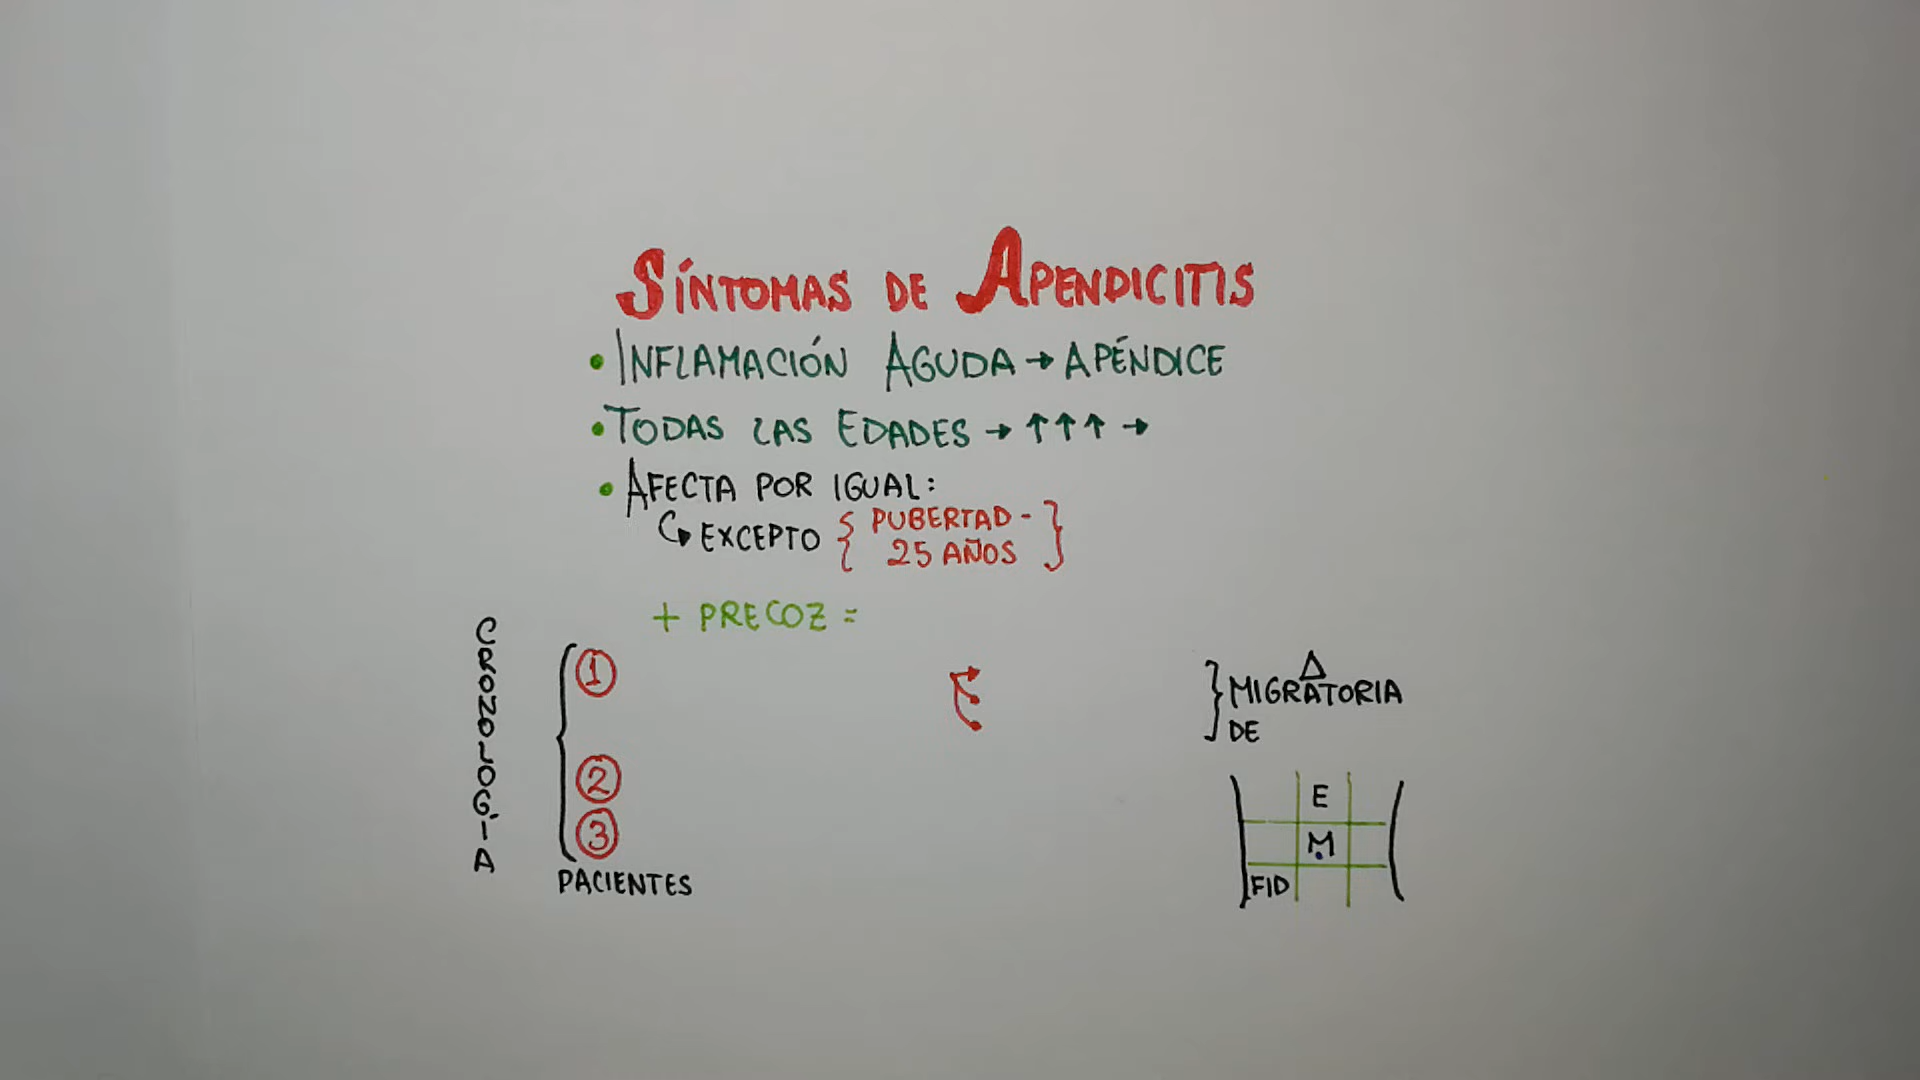 SÍNTOMAS DE APENDICITIS
• INFLAMACIÓN AGUDA → APÉNDICE
• TODAS LAS EDADES → ↑↑↑ →
• AFECTA POR IGUAL:
↳ EXCEPTO { PUBERTAD - }
25 AÑOS
+ PRECOZ =
CRONOLOGÍA
1
2
3
PACIENTES
} MIGRATORIA
DE
E
M
FID